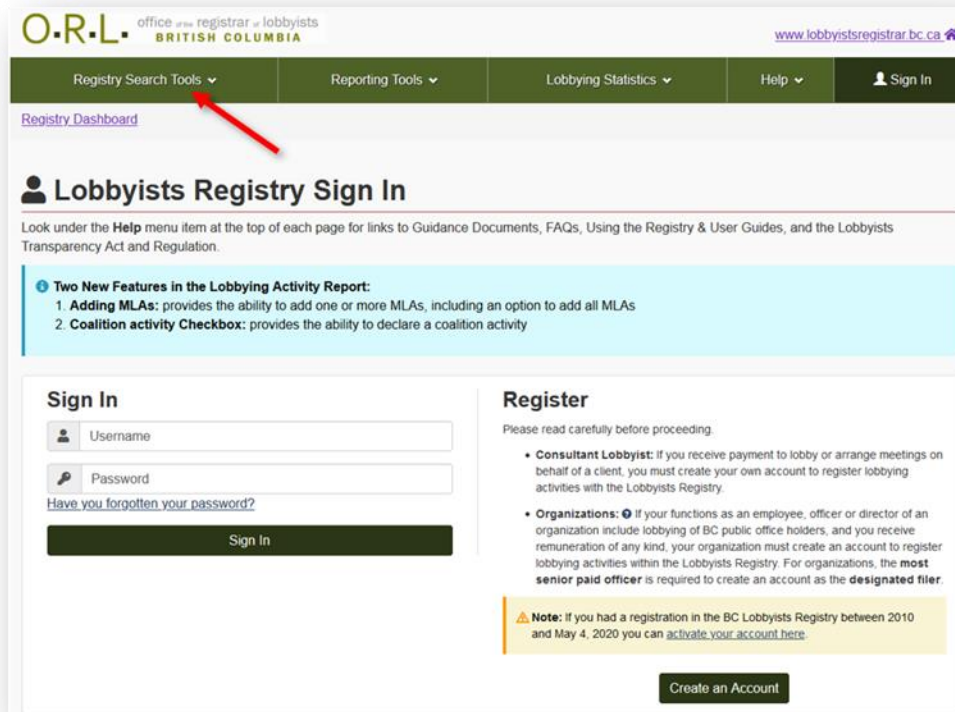 O.R.L. office of the registrar of lobbyists
BRITISH COLUMBIA
www.lobbyistsregistrar.bc.ca
Registry Search Tools
Reporting Tools
Lobbying Statistics
Help
Sign In
Registry Dashboard
Lobbyists Registry Sign In
Look under the Help menu item at the top of each page for links to Guidance Documents, FAQs, Using the Registry & User Guides, and the Lobbyists
Transparency Act and Regulation.
Two New Features in the Lobbying Activity Report:
1. Adding MLAs: provides the ability to add one or more MLAs, including an option to add all MLAs
2. Coalition activity Checkbox: provides the ability to declare a coalition activity
Sign In
Username
Password
Have you forgotten your password?
Sign In
Register
Please read carefully before proceeding.
• Consultant Lobbyist: If you receive payment to lobby or arrange meetings on
behalf of a client, you must create your own account to register lobbying
activities with the Lobbyists Registry.
• Organizations: If your functions as an employee, officer or director of an
organization include lobbying of BC public office holders, and you receive
remuneration of any kind, your organization must create an account to register
lobbying activities within the Lobbyists Registry. For organizations, the most
senior paid officer is required to create an account as the designated filer.
Note: If you had a registration in the BC Lobbyists Registry between 2010
and May 4, 2020 you can activate your account here.
Create an Account